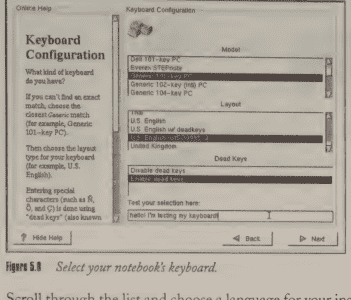 Online Help
Keyboard Configuration
Keyboard
Configuration
What kind of keyboard
do you have?
If you can't find an exact
match, choose the
closest Generic match
(for example, Generic
101-key PC).
Then choose the layout
type for your keyboard
(for example, U.S.
English).
Entering special
characters (such as Ñ,
Ô, and Ç) is done using
"dead keys" (also known
Model
Dell 101-key PC
Everex STEPnote
Generic 101-key PC
Generic 102-key (Intl) PC
Generic 104-key PC
Layout
Thai
U.S. English
U.S. English w/ deadkeys
U.S. English
United Kingdom
Dead Keys
Disable dead keys
Enable dead keys
Test your selection here:
hello! I'm testing my keyboard!
? Hide Help
Back
Next
Figure 5.8 Select your notebook's keyboard.
Scroll through the list and choose a language for your